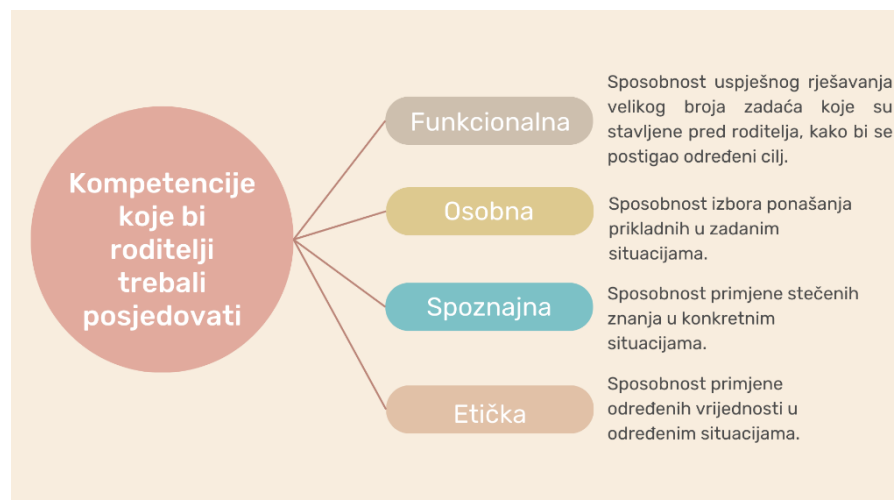 Kompetencije
koje bi
roditelji
trebali
posjedovati
Funkcionalna
Sposobnost uspješnog rješavanja
velikog broja zadaća koje su
stavljene pred roditelja, kako bi se
postigao određeni cilj.
Osobna
Sposobnost izbora ponašanja
prikladnih u zadanim
situacijama.
Spoznajna
Sposobnost primjene stečenih
znanja u konkretnim
situacijama.
Etička
Sposobnost primjene
određenih vrijednosti u
određenim situacijama.